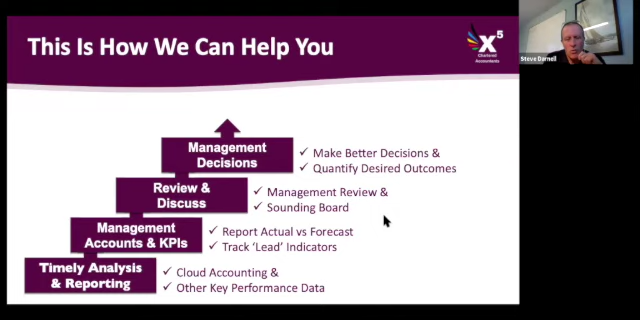 This Is How We Can Help You
x5
Chartered
Accountants
Steve Darnell
Management
Decisions
✓ Make Better Decisions &
✓ Quantify Desired Outcomes
Review &
Discuss
✓ Management Review &
✓ Sounding Board
Management
Accounts & KPIs
✓ Report Actual vs Forecast
✓ Track ‘Lead’ Indicators
Timely Analysis
& Reporting
✓ Cloud Accounting &
✓ Other Key Performance Data